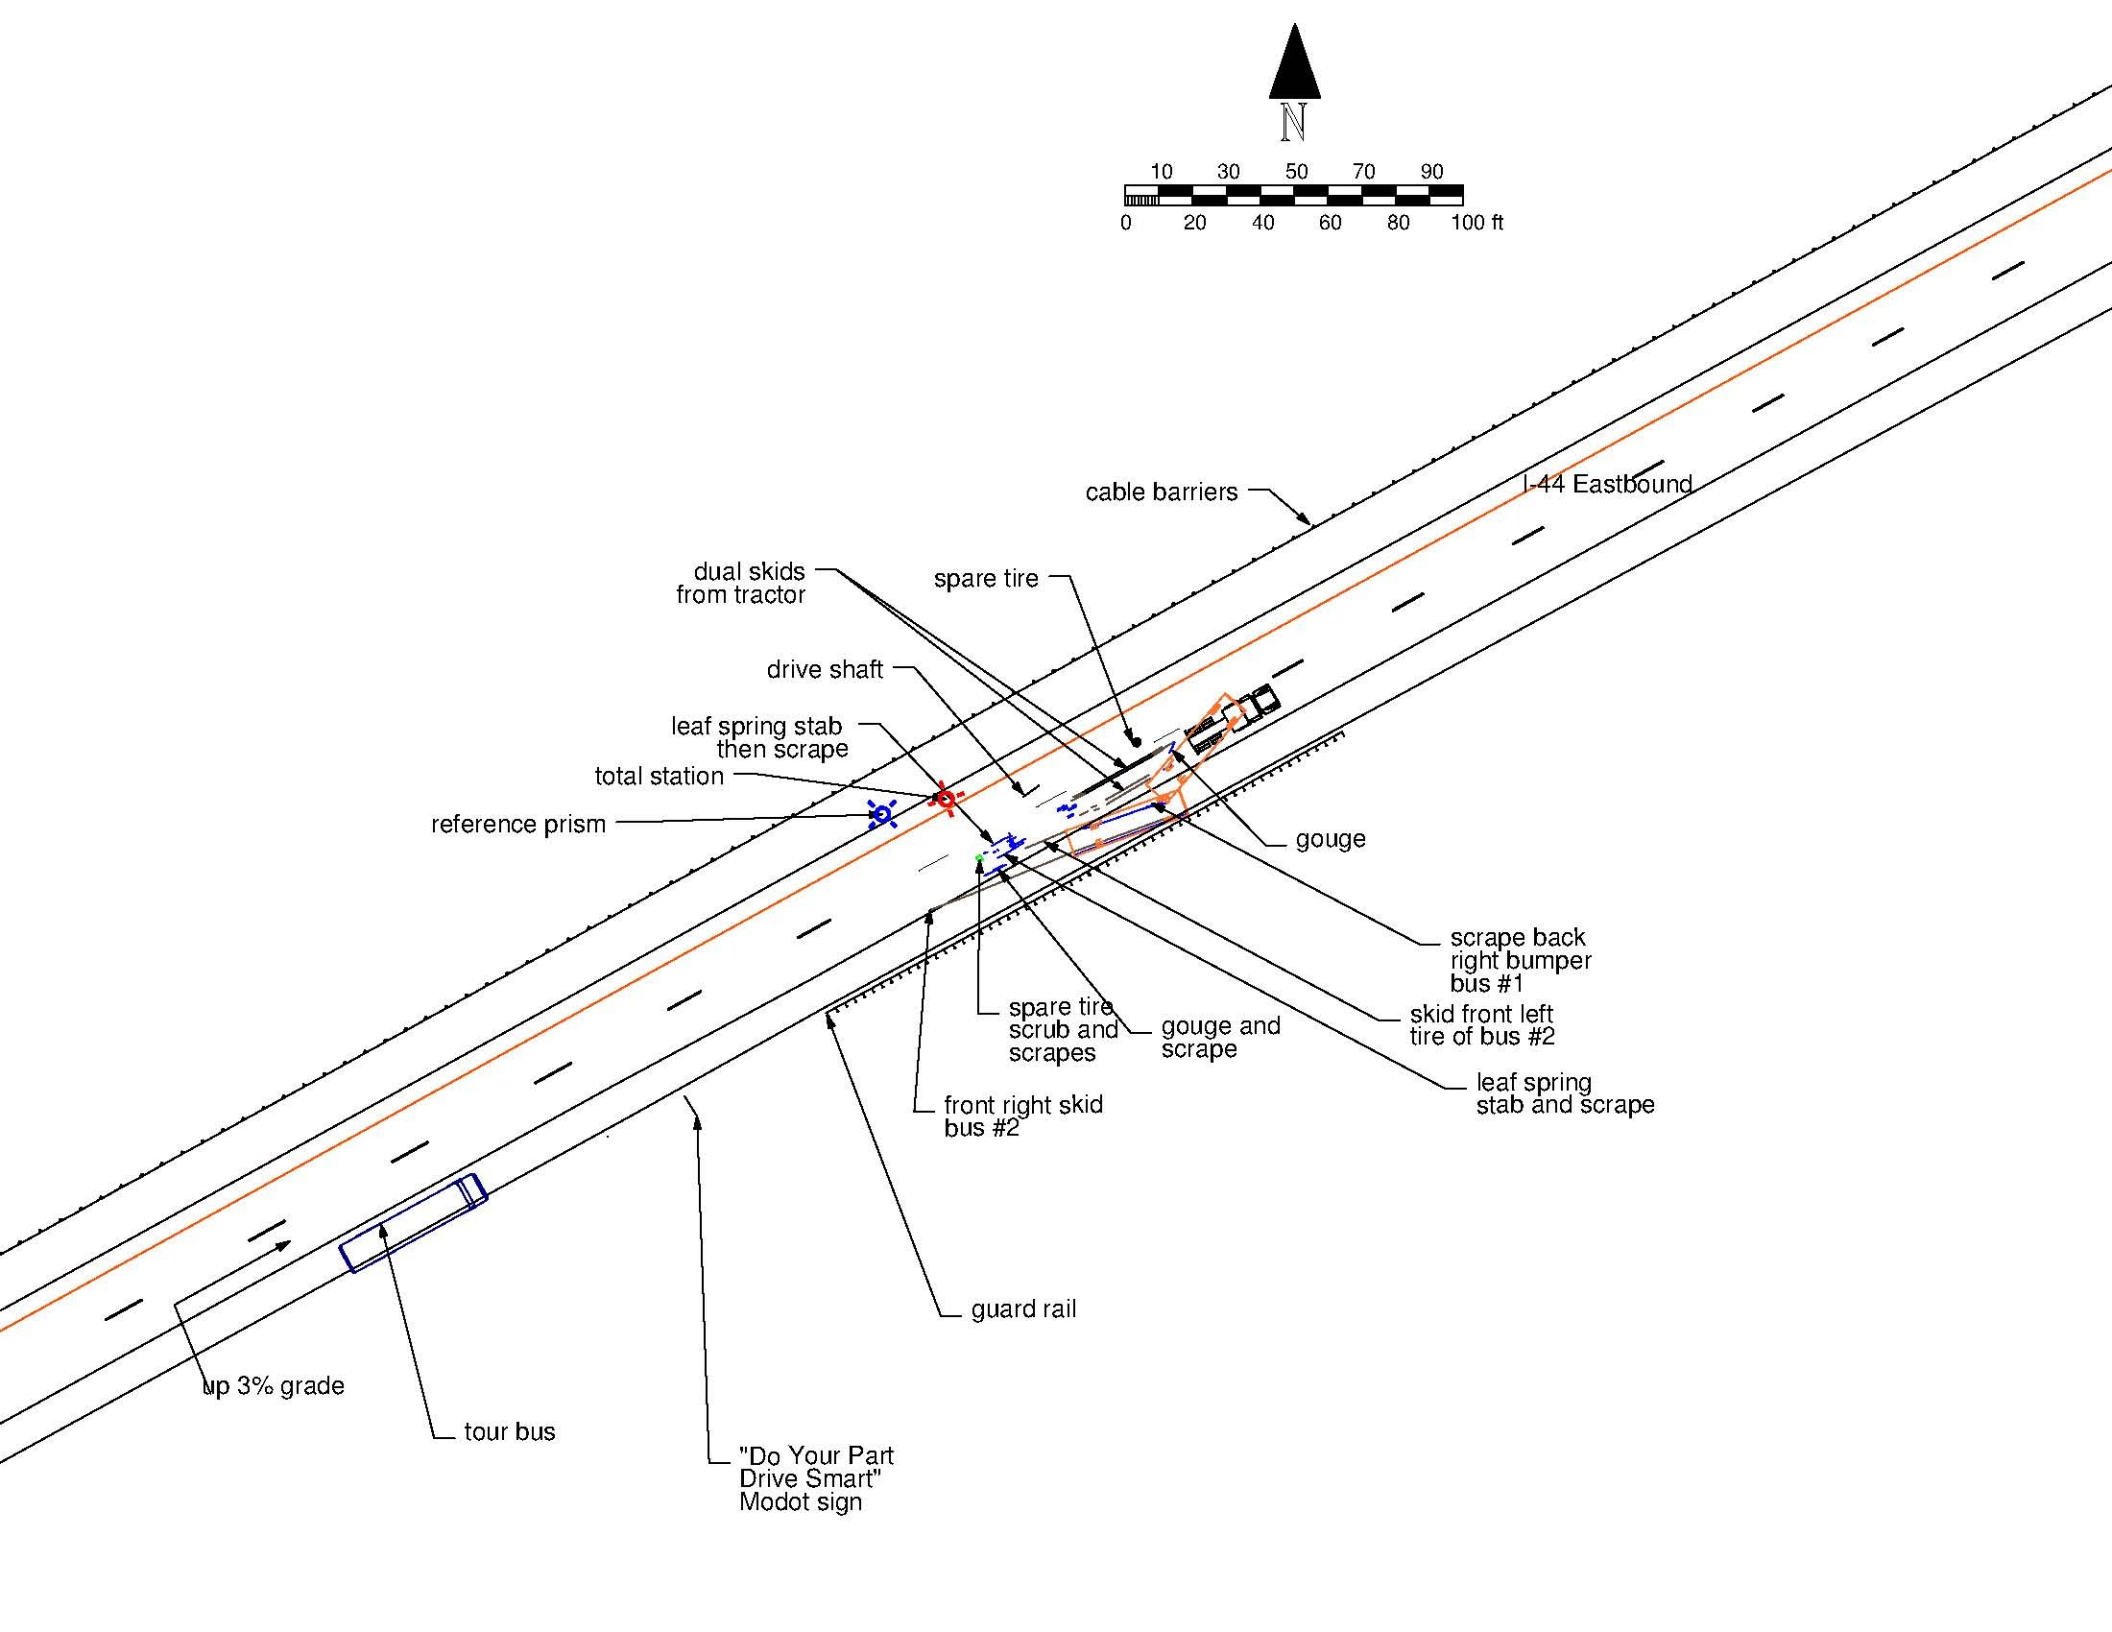 N
10 30 50 70 90
0 20 40 60 80 100 ft
I-44 Eastbound
cable barriers
dual skids
from tractor
spare tire
drive shaft
leaf spring stab
then scrape
total station
reference prism
gouge
scrape back
right bumper
bus #1
skid front left
tire of bus #2
spare tire
scrub and
scrapes
gouge and
scrape
leaf spring
stab and scrape
front right skid
bus #2
guard rail
up 3% grade
tour bus
"Do Your Part
Drive Smart"
Modot sign